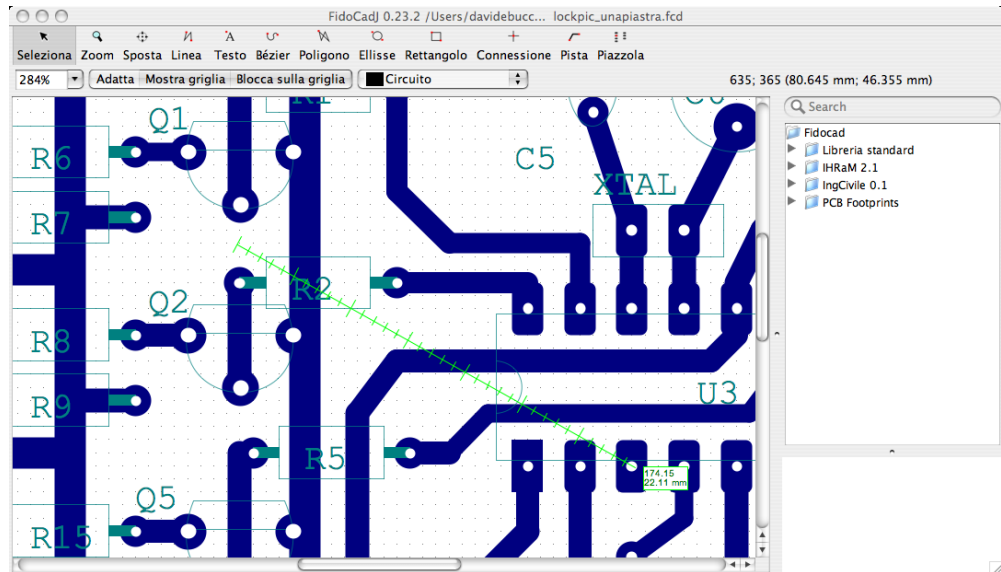 FidoCadJ 0.23.2 /Users/davidebucc... lockpic_unapiastra.fcd
Seleziona Zoom Sposta Linea Testo Bézier Poligono Ellisse Rettangolo Connessione Pista Piazzola
284% Adatta Mostra griglia Blocca sulla griglia Circuito 635; 365 (80.645 mm; 46.355 mm)
Search
Fidocad
Libreria standard
IHRaM 2.1
IngCivile 0.1
PCB Footprints
Q1
C5
R6
XTAL
R7
R2
Q2
R8
U3
R9
R5
174.15
22.11 mm
Q5
R15